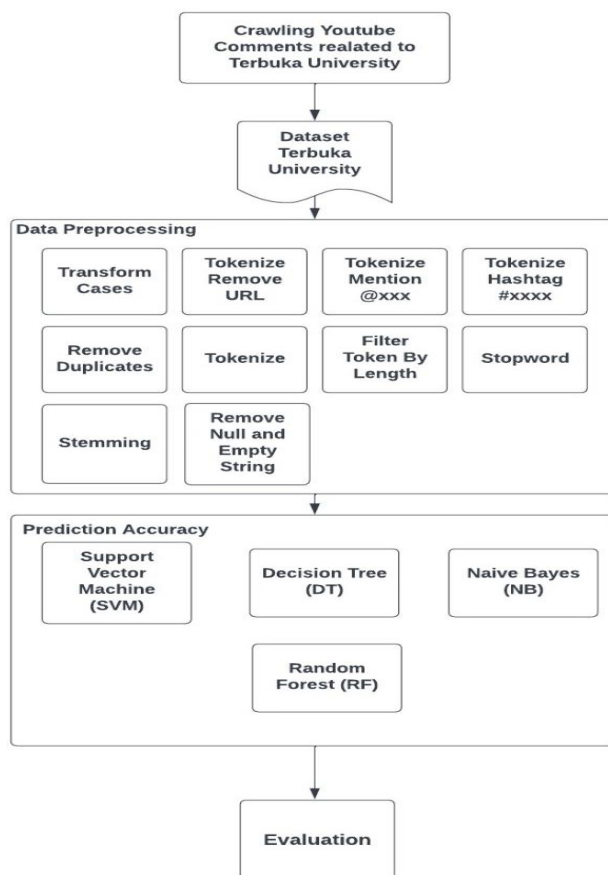 Crawling Youtube
Comments realated to
Terbuka University
Dataset
Terbuka
University
Data Preprocessing
Transform
Cases
Tokenize
Remove
URL
Tokenize
Mention
@xxx
Tokenize
Hashtag
#xxxx
Remove
Duplicates
Tokenize
Filter
Token By
Length
Stopword
Stemming
Remove
Null and
Empty
String
Prediction Accuracy
Support
Vector
Machine
(SVM)
Decision Tree
(DT)
Naive Bayes
(NB)
Random
Forest (RF)
Evaluation